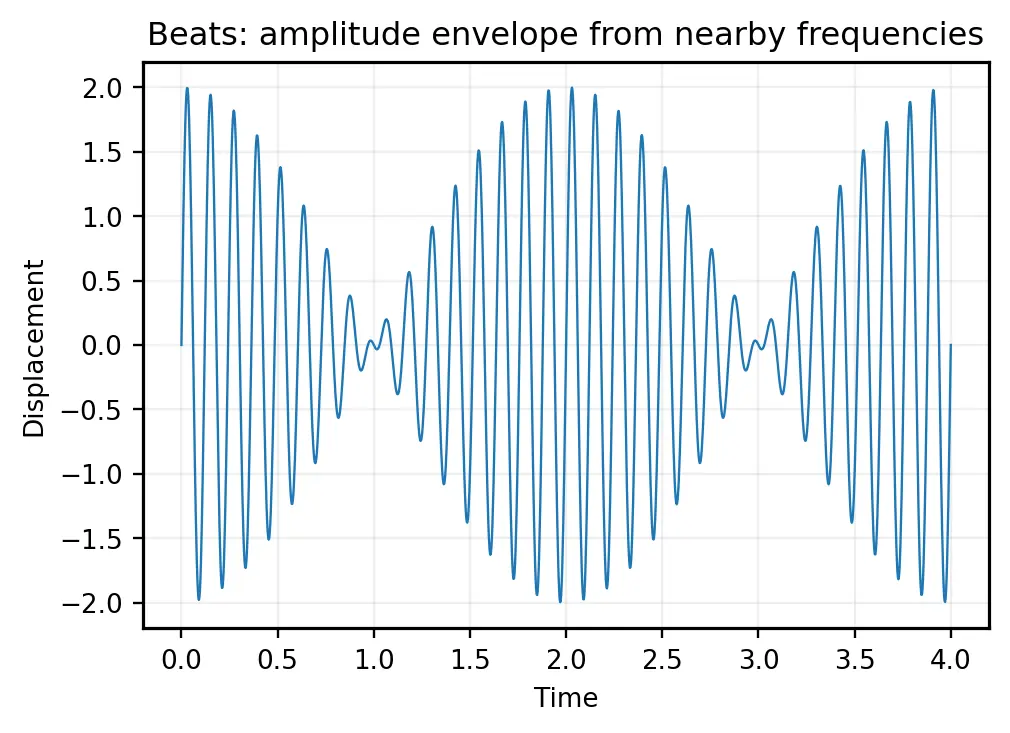 Beats: amplitude envelope from nearby frequencies
2.0
1.5
1.0
0.5
0.0
−0.5
−1.0
−1.5
−2.0
Displacement
0.0 0.5 1.0 1.5 2.0 2.5 3.0 3.5 4.0
Time